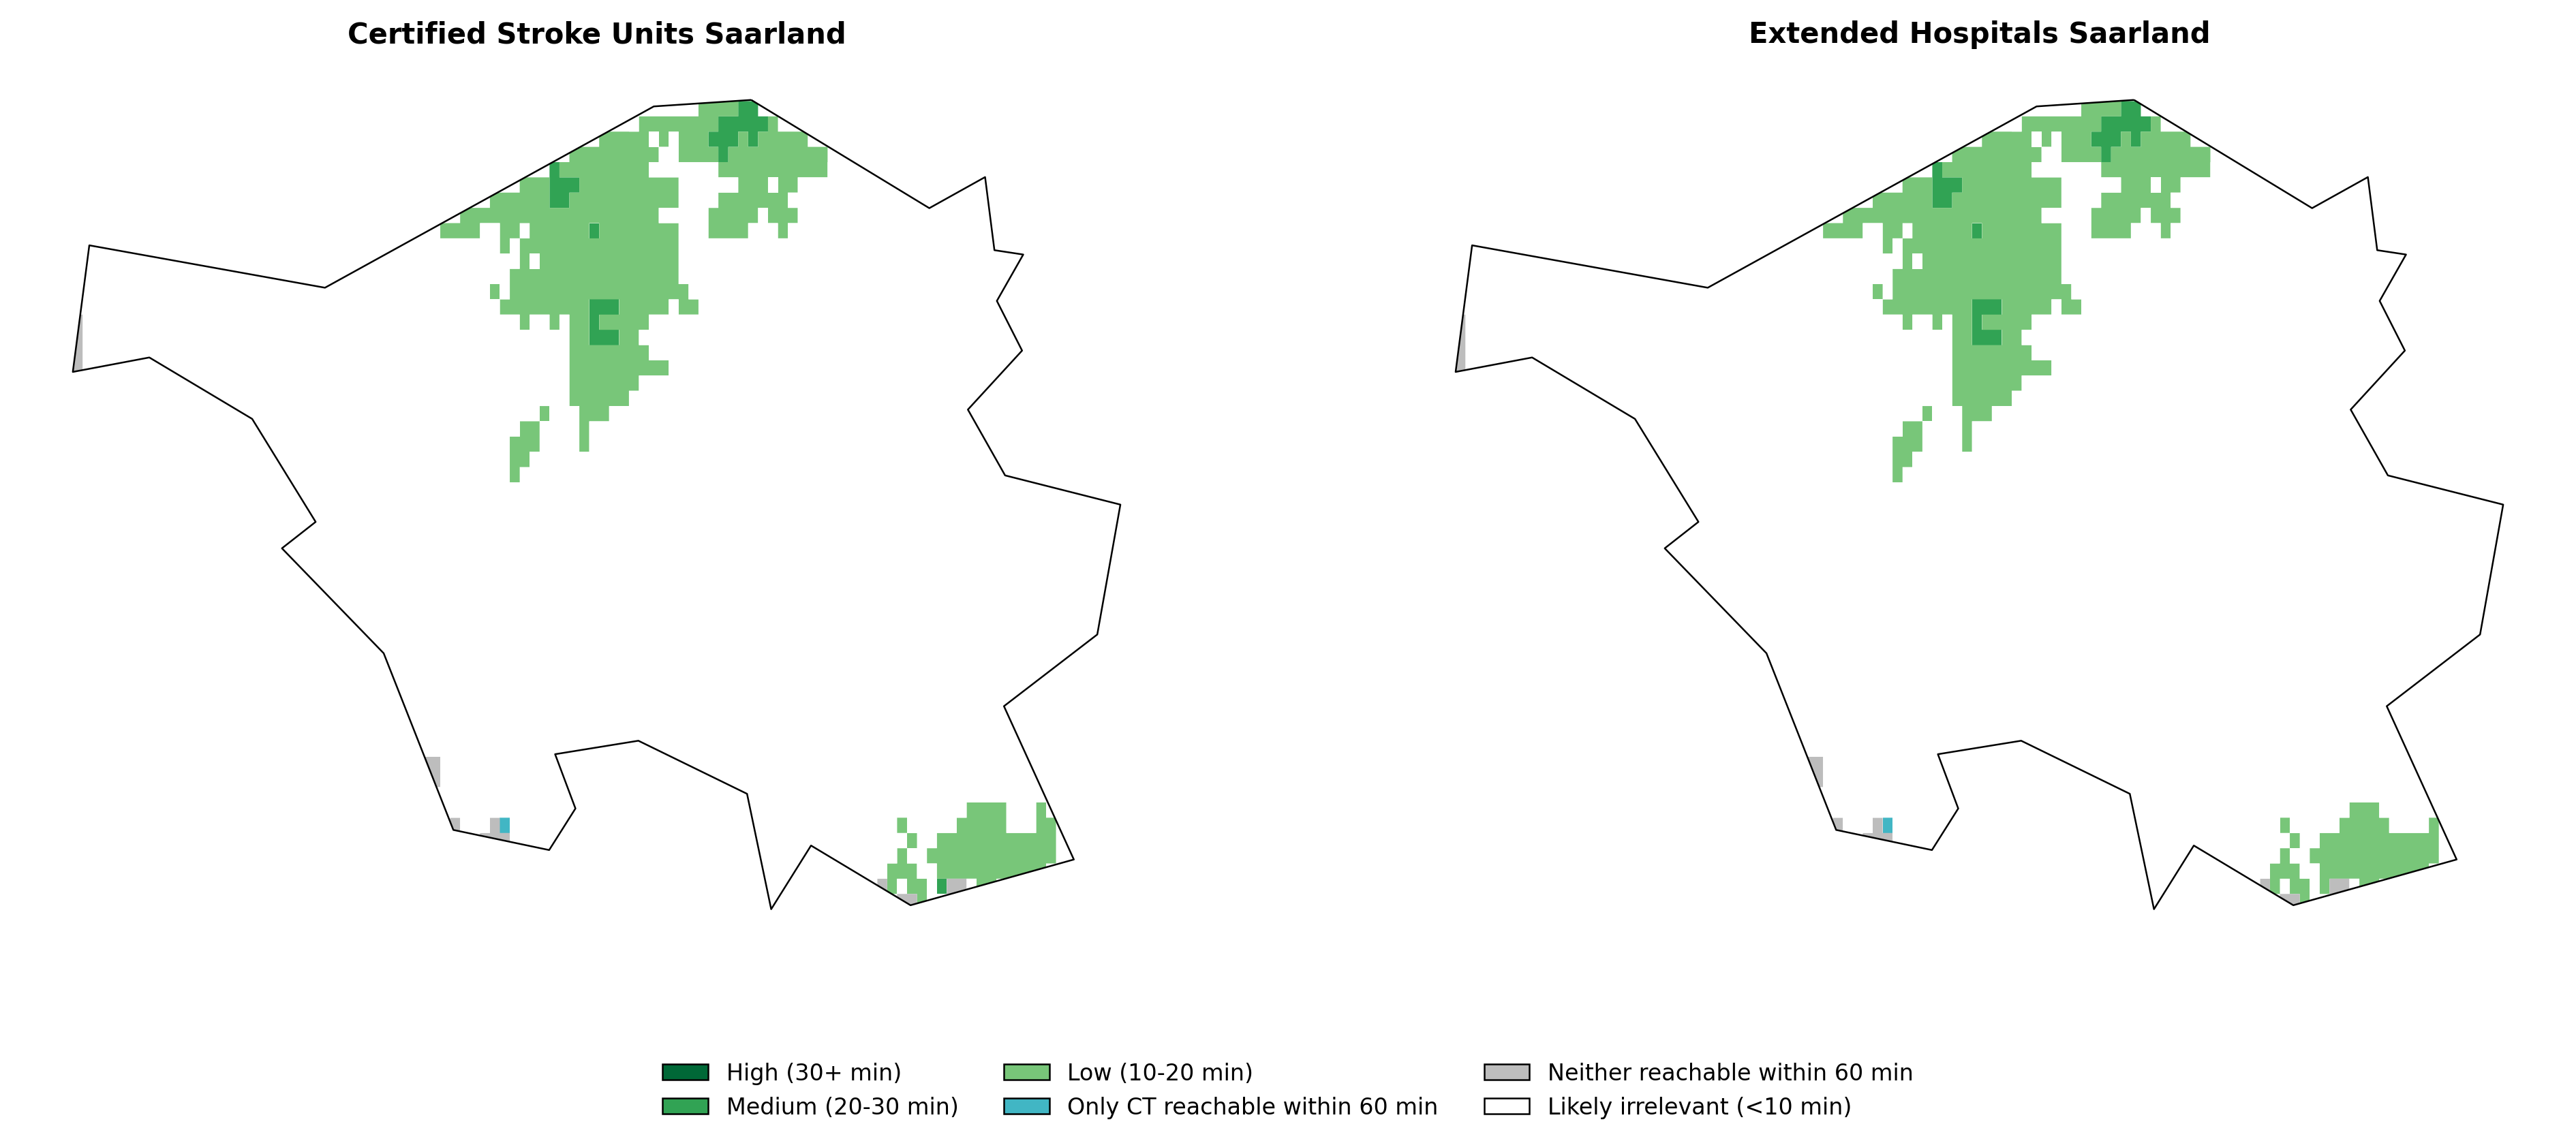 Certified Stroke Units Saarland
Extended Hospitals Saarland
High (30+ min)
Medium (20-30 min)
Low (10-20 min)
Only CT reachable within 60 min
Neither reachable within 60 min
Likely irrelevant (<10 min)